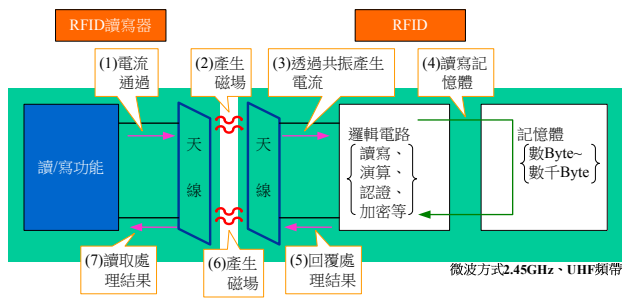 RFID讀寫器
RFID
(1)電流
通過
(2)產生
磁場
(3)透過共振產生
電流
(4)讀寫記
憶體
讀/寫功能
天
線
天
線
邏輯電路
讀寫、
演算、
認證、
加密等
記憶體
數Byte~
數千Byte
(7)讀取處
理結果
(6)產生
磁場
(5)回覆處
理結果
微波方式2.45GHz、UHF頻帶